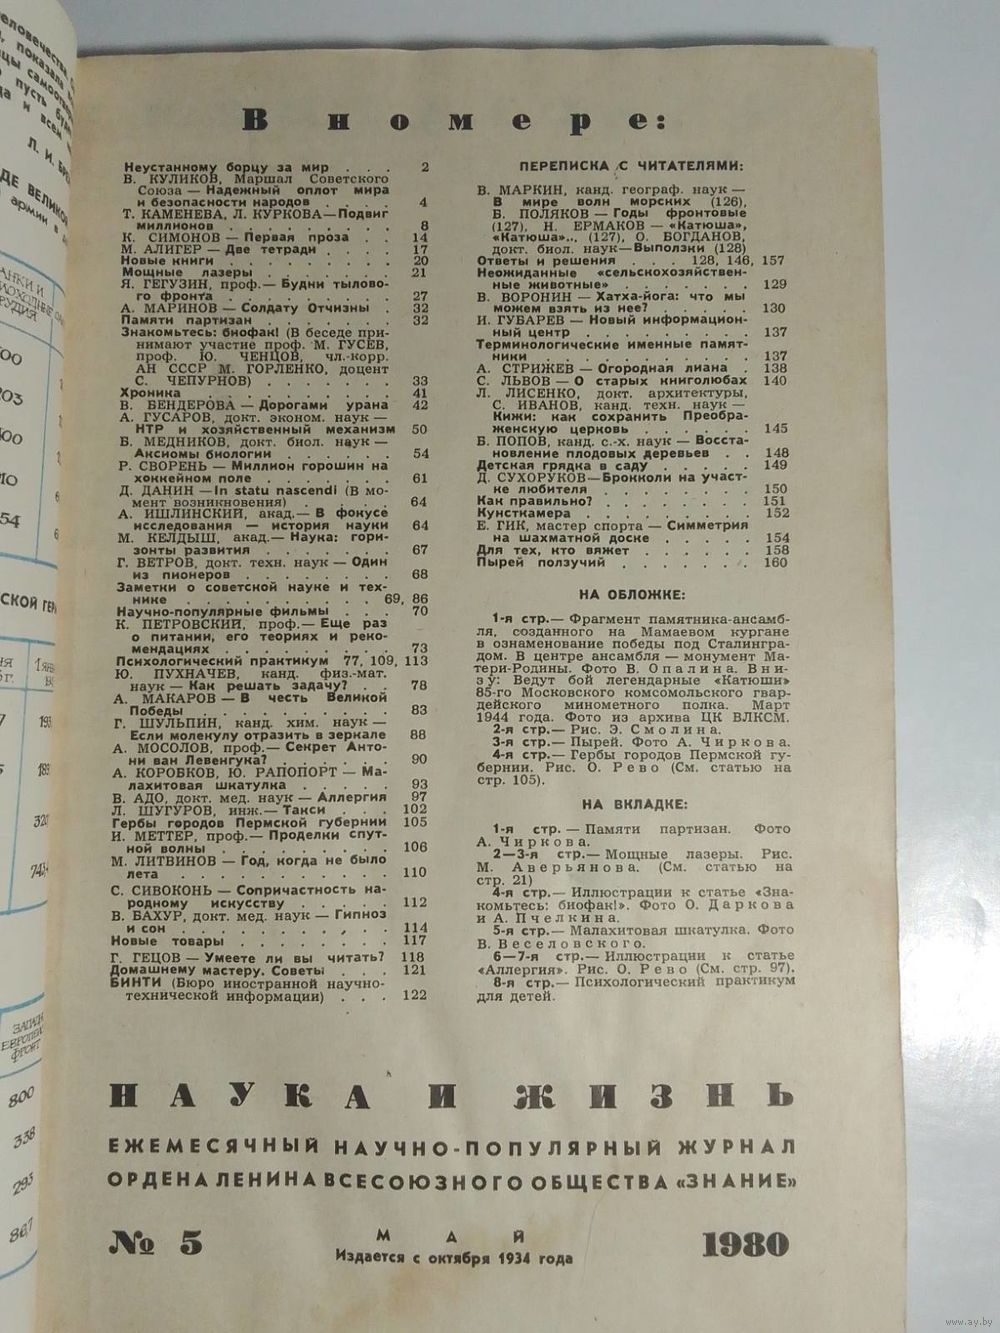 В номере:
Неустанному борцу за мир . . . 2
В. КУЛИКОВ, Маршал Советского
Союза — Надежный оплот мира
и безопасности народов . . . . 4
Т. КАМЕНЕВА, Л. КУРКОВА—Подвиг
миллионов . . . . . . . . 8
К. СИМОНОВ — Первая проза . . 14
М. АЛИГЕР — Две тетради . . . . 17
Новые книги . . . . . . . 20
Мощные лазеры . . . . . . 21
Я. ГЕГУЗИН, проф.— Будни тылово-
го фронта . . . . . . . . 27
А. МАРИНОВ — Солдату Отчизны . 32
Памяти партизан . . . . . . 32
Знакомьтесь: биофак! (В беседе при-
нимают участие проф. М. ГУСЕВ,
проф. Ю. ЧЕНЦОВ, чл.-корр.
АН СССР М. ГОРЛЕНКО, доцент
С. ЧЕПУРНОВ) . . . . . . . 33
Хроника . . . . . . . . 41
В. БЕНДЕРОВА — Дорогами урана 42
А. ГУСАРОВ, докт. эконом. наук —
НТР и хозяйственный механизм 50
Б. МЕДНИКОВ, докт. биол. наук —
Аксиомы биологии . . . . . . 54
Р. СВОРЕНЬ — Миллион горошин на
хоккейном поле . . . . . . 61
Д. ДАНИН —In statu nascendi (В мо-
мент возникновения) . . . . . 64
А. ИШЛИНСКИЙ, акад.— В фокусе
исследования — история науки 64
М. КЕЛДЫШ, акад.— Наука: гори-
зонты развития . . . . . . . 67
Г. ВЕТРОВ, докт. техн. наук — Один
из пионеров . . . . . . . . 68
Заметки о советской науке и тех-
нике . . . . . . . . . 69, 86
Научно-популярные фильмы . . . 70
К. ПЕТРОВСКИЙ, проф.— Еще раз
о питании, его теориях и реко-
мендациях . . . . . . . . 73
Психологический практикум 77, 109, 113
Ю. ПУХНАЧЕВ, канд. физ.-мат.
наук — Как решать задачу? . . 78
А. МАКАРОВ — В честь Великой
Победы . . . . . . . . . 83
Г. ШУЛЬПИН, канд. хим. наук —
Если молекулу отразить в зеркале 88
А. МОСОЛОВ, проф.— Секрет Анто-
ни ван Левенгука? . . . . . . 90
А. КОРОБКОВ, Ю. РАПОПОРТ — Ма-
лахитовая шкатулка . . . . . 93
В. АДО, докт. мед. наук — Аллергия 97
Л. ШУГУРОВ, инж.— Такси . . . 102
Гербы городов Пермской губернии 105
И. МЕТТЕР, проф.— Проделки спут-
ной волны . . . . . . . . 106
М. ЛИТВИНОВ — Год, когда не было
лета . . . . . . . . . . 110
С. СИВОКОНЬ — Сопричастность на-
родному искусству . . . . . . 112
В. БАХУР, докт. мед. наук — Гипноз
и сон . . . . . . . . . . 114
Новые товары . . . . . . . 117
Г. ГЕЦОВ — Умеете ли вы читать? 118
Домашнему мастеру. Советы . . . 121
БИНТИ (Бюро иностранной научно-
технической информации) . . . 122
ПЕРЕПИСКА С ЧИТАТЕЛЯМИ:
В. МАРКИН, канд. географ. наук —
В мире волн морских (126),
Б. ПОЛЯКОВ — Годы фронтовые
(127), Н. ЕРМАКОВ — «Катюша»,
«Катюша»... (127), О. БОГДАНОВ,
докт. биол. наук—Выползки (128)
Ответы и решения . . . 128, 146, 157
Неожиданные «сельскохозяйствен-
ные животные» . . . . . . . 129
В. ВОРОНИН — Хатха-йога: что мы
можем взять из нее? . . . . . 130
И. ГУБАРЕВ — Новый информацион-
ный центр . . . . . . . . 137
Терминологические именные памят-
ники . . . . . . . . . . 137
А. СТРИЖЕВ — Огородная лиана . 138
С. ЛЬВОВ — О старых книголюбах 140
Л. ЛИСЕНКО, докт. архитектуры,
С. ИВАНОВ, канд. техн. наук —
Кижи: как сохранить Преобра-
женскую церковь . . . . . . 145
Б. ПОПОВ, канд. с.-х. наук — Восста-
новление плодовых деревьев . . 148
Детская грядка в саду . . . . . 149
Д. СУХОРУКОВ—Брокколи на участ-
ке любителя . . . . . . . . 150
Как правильно? . . . . . . . 151
Кунсткамера . . . . . . . . 152
Е. ГИК, мастер спорта — Симметрия
на шахматной доске . . . . . 154
Для тех, кто вяжет . . . . . . 158
Пырей ползучий . . . . . . . 160
НА ОБЛОЖКЕ:
1-я стр.— Фрагмент памятника-ансамб-
ля, созданного на Мамаевом кургане
в ознаменование победы под Сталингра-
дом. В центре ансамбля — монумент Ма-
тери-Родины. Фото В. Опалина. Вни-
зу: Ведут бой легендарные «Катюши»
85-го Московского комсомольского гвар-
дейского минометного полка. Март
1944 года. Фото из архива ЦК ВЛКСМ.
2-я стр.— Рис. Э. Смолина.
3-я стр.— Пырей. Фото А. Чиркова.
4-я стр.— Гербы городов Пермской гу-
бернии. Рис. О. Рево (См. статью на
стр. 105).
НА ВКЛАДКЕ:
1-я стр. — Памяти партизан. Фото
А. Чиркова.
2—3-я стр.— Мощные лазеры. Рис.
М. Аверьянова. (См. статью на
стр. 21)
4-я стр.— Иллюстрации к статье «Зна-
комьтесь: биофак!». Фото О. Даркова
и А. Пчелкина.
5-я стр.— Малахитовая шкатулка. Фото
В. Веселовского.
6—7-я стр.— Иллюстрации к статье
«Аллергия». Рис. О. Рево (См. стр. 97).
8-я стр.— Психологический практикум
для детей.
НАУКА И ЖИЗНЬ
ЕЖЕМЕСЯЧНЫЙ НАУЧНО-ПОПУЛЯРНЫЙ ЖУРНАЛ
ОРДЕНА ЛЕНИНА ВСЕСОЮЗНОГО ОБЩЕСТВА «ЗНАНИЕ»
№ 5 МАЙ 1980
Издается с октября 1934 года
www.ay.by